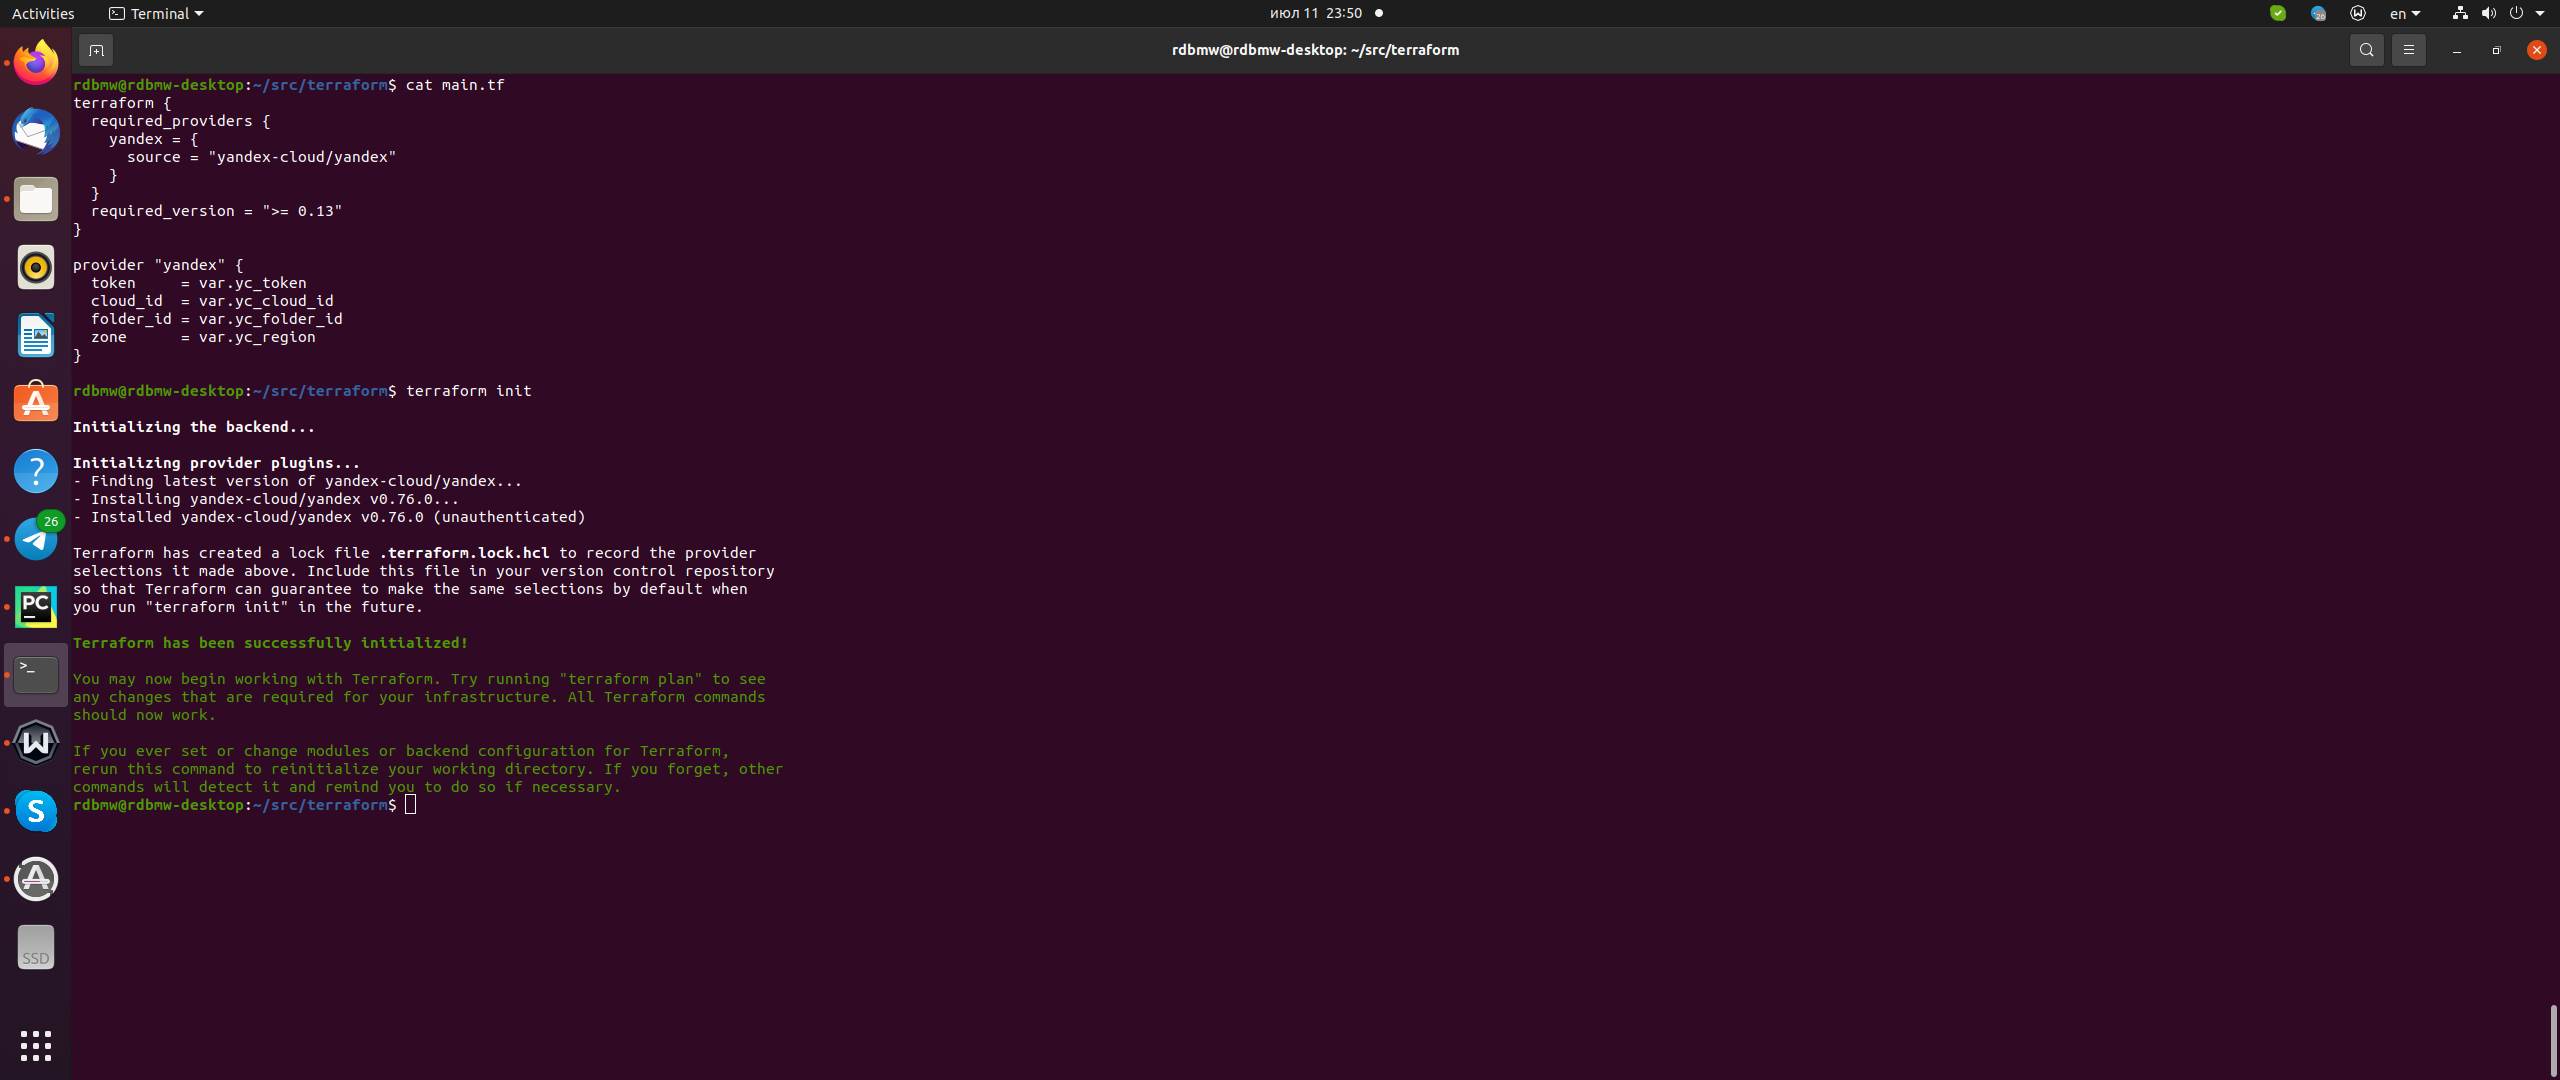 Activities
Terminal
июл 11 23:50
en
rdbmw@rdbmw-desktop: ~/src/terraform
rdbmw@rdbmw-desktop:~/src/terraform$ cat main.tf
terraform {
  required_providers {
    yandex = {
      source = "yandex-cloud/yandex"
    }
  }
  required_version = ">= 0.13"
}
provider "yandex" {
  token     = var.yc_token
  cloud_id  = var.yc_cloud_id
  folder_id = var.yc_folder_id
  zone      = var.yc_region
}
rdbmw@rdbmw-desktop:~/src/terraform$ terraform init
Initializing the backend...
Initializing provider plugins...
- Finding latest version of yandex-cloud/yandex...
- Installing yandex-cloud/yandex v0.76.0...
- Installed yandex-cloud/yandex v0.76.0 (unauthenticated)
Terraform has created a lock file .terraform.lock.hcl to record the provider
selections it made above. Include this file in your version control repository
so that Terraform can guarantee to make the same selections by default when
you run "terraform init" in the future.
Terraform has been successfully initialized!
You may now begin working with Terraform. Try running "terraform plan" to see
any changes that are required for your infrastructure. All Terraform commands
should now work.
If you ever set or change modules or backend configuration for Terraform,
rerun this command to reinitialize your working directory. If you forget, other
commands will detect it and remind you to do so if necessary.
rdbmw@rdbmw-desktop:~/src/terraform$
26
26
PC
SSD